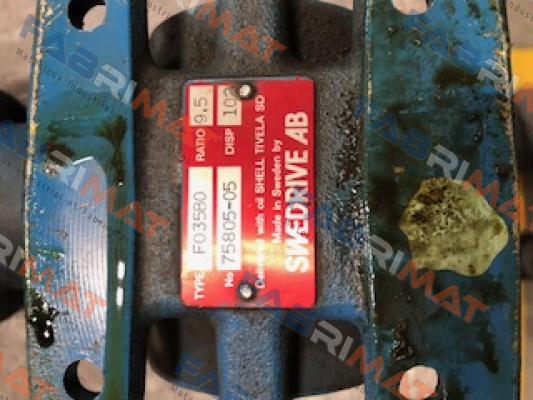 TYPE F03580 RATIO 9,5
No 75805-05 DISP 102
Delivered with oil SHELL TIVELA SD
Made in Sweden by
SWEDRIVE AB
FABRIMAT
FABRIMAT
FABRIMAT
FABRIMAT